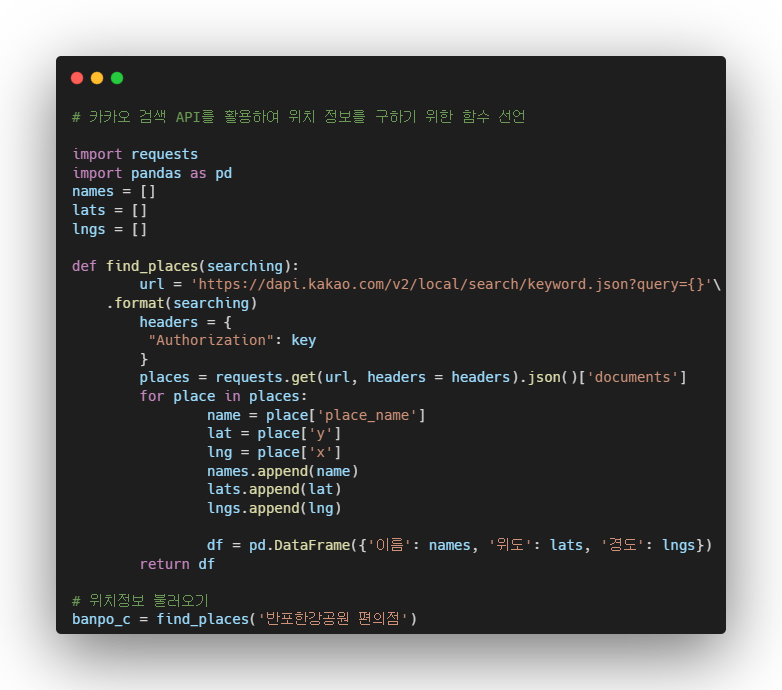 # 카카오 검색 API를 활용하여 위치 정보를 구하기 위한 함수 선언
import requests
import pandas as pd
names = []
lats = []
lngs = []
def find_places(searching):
url = 'https://dapi.kakao.com/v2/local/search/keyword.json?query={}'\
.format(searching)
headers = {
"Authorization": key
}
places = requests.get(url, headers = headers).json()['documents']
for place in places:
name = place['place_name']
lat = place['y']
lng = place['x']
names.append(name)
lats.append(lat)
lngs.append(lng)
df = pd.DataFrame({'이름': names, '위도': lats, '경도': lngs})
return df
# 위치정보 불러오기
banpo_c = find_places('반포한강공원 편의점')